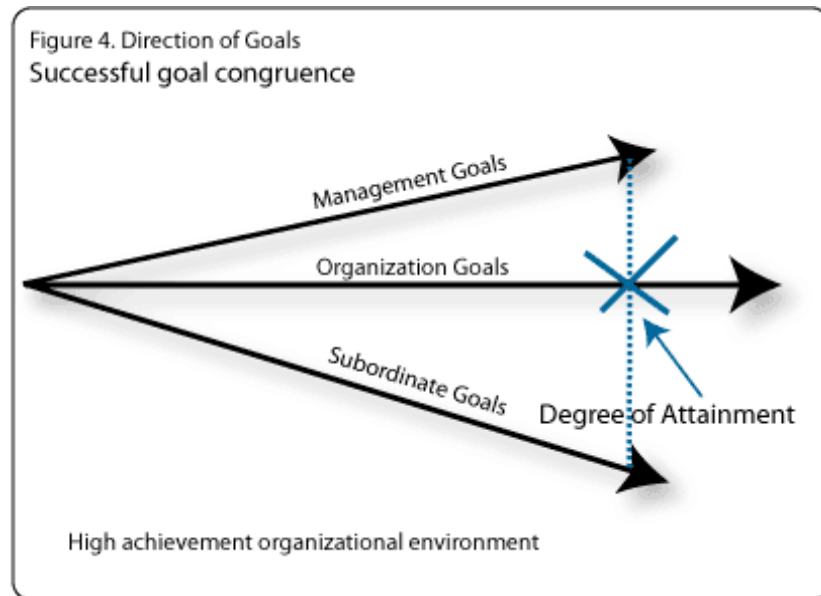 Figure 4. Direction of Goals
Successful goal congruence
Management Goals
Organization Goals
Subordinate Goals
Degree of Attainment
High achievement organizational environment